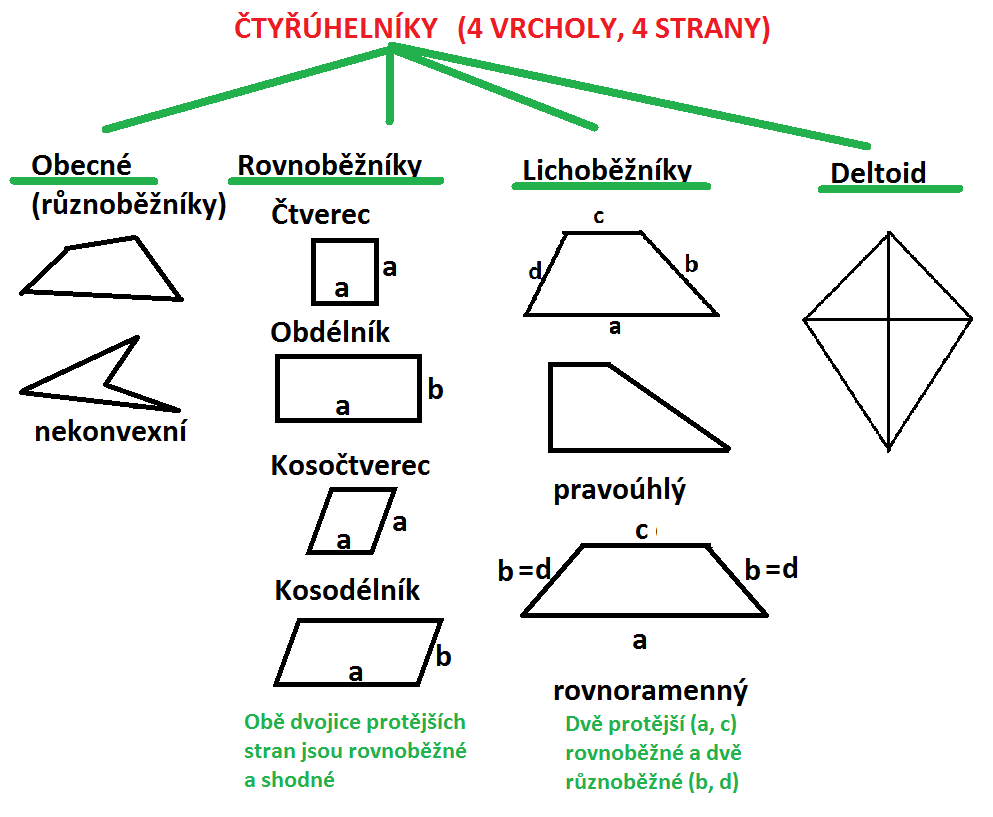 ČTYŘÚHELNÍKY (4 VRCHOLY, 4 STRANY)
Obecné
(různoběžníky)
nekonvexní
Rovnoběžníky
Čtverec
a
a
Obdélník
b
a
Kosočtverec
a
a
Kosodélník
b
a
Obě dvojice protějších
stran jsou rovnoběžné
a shodné
Lichoběžníky
c
d
b
a
pravoúhlý
c
b=d
b=d
a
rovnoramenný
Dvě protější (a, c)
rovnoběžné a dvě
různoběžné (b, d)
Deltoid